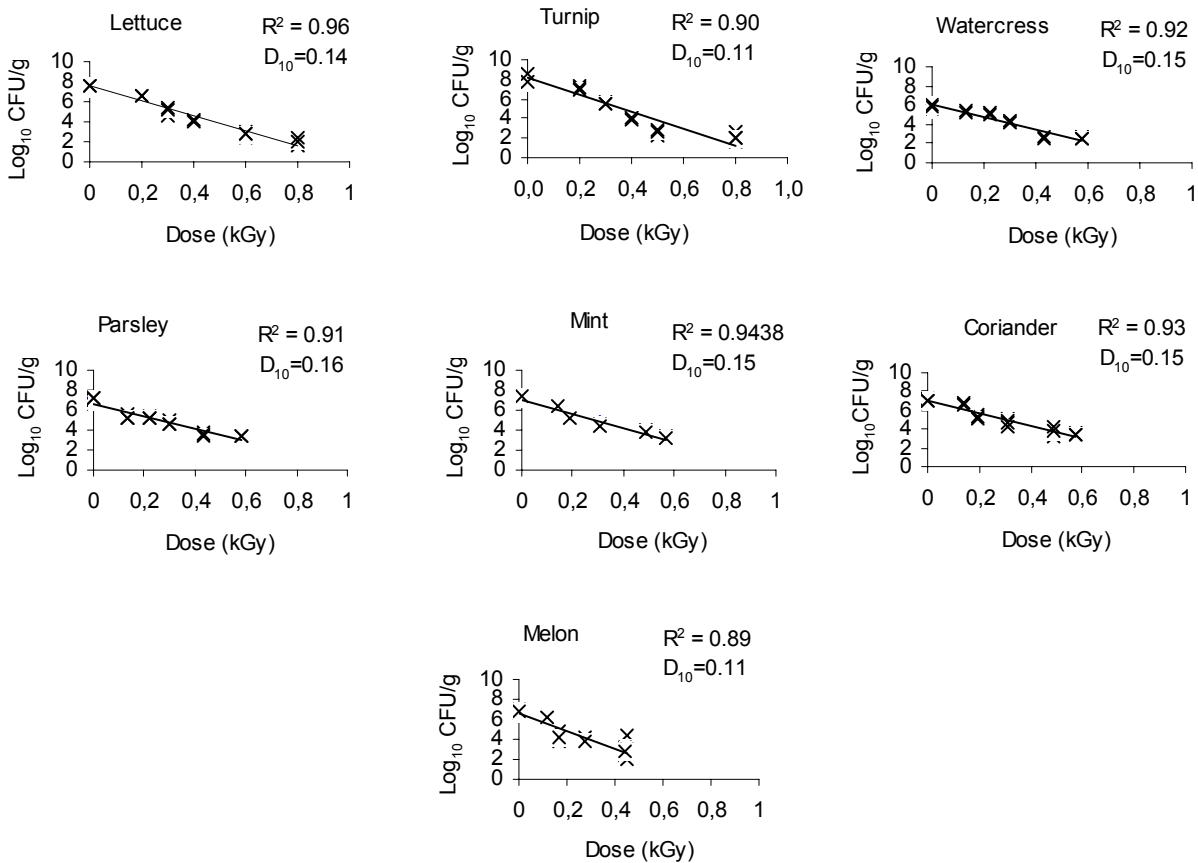 Lettuce
R² = 0.96
D₁₀=0.14
Log₁₀ CFU/g
10
8
6
4
2
0
0 0,2 0,4 0,6 0,8 1
Dose (kGy)
Turnip
R² = 0.90
D₁₀=0.11
Log₁₀ CFU/g
10
8
6
4
2
0
0,0 0,2 0,4 0,6 0,8 1,0
Dose (kGy)
Watercress
R² = 0.92
D₁₀=0.15
Log₁₀ CFU/g
10
8
6
4
2
0
0 0,2 0,4 0,6 0,8 1
Dose (kGy)
Parsley
R² = 0.91
D₁₀=0.16
Log₁₀ CFU/g
10
8
6
4
2
0
0 0,2 0,4 0,6 0,8 1
Dose (kGy)
Mint
R² = 0.9438
D₁₀=0.15
Log₁₀ CFU/g
10
8
6
4
2
0
0 0,2 0,4 0,6 0,8 1
Dose (kGy)
Coriander
R² = 0.93
D₁₀=0.15
Log₁₀CFU/g
10
8
6
4
2
0
0 0,2 0,4 0,6 0,8 1
Dose (kGy)
Melon
R² = 0.89
D₁₀=0.11
Log₁₀ CFU/g
10
8
6
4
2
0
0 0,2 0,4 0,6 0,8 1
Dose (kGy)